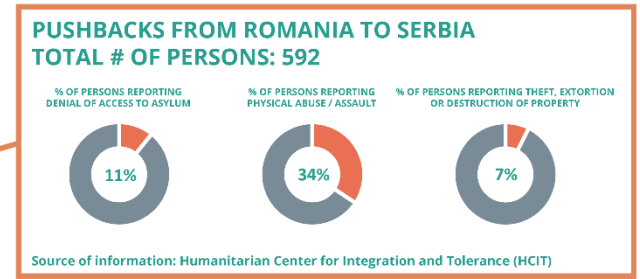 PUSHBACKS FROM ROMANIA TO SERBIA
TOTAL # OF PERSONS: 592
% OF PERSONS REPORTING
DENIAL OF ACCESS TO ASYLUM
% OF PERSONS REPORTING
PHYSICAL ABUSE / ASSAULT
% OF PERSONS REPORTING THEFT, EXTORTION
OR DESTRUCTION OF PROPERTY
11%
34%
7%
Source of information: Humanitarian Center for Integration and Tolerance (HCIT)